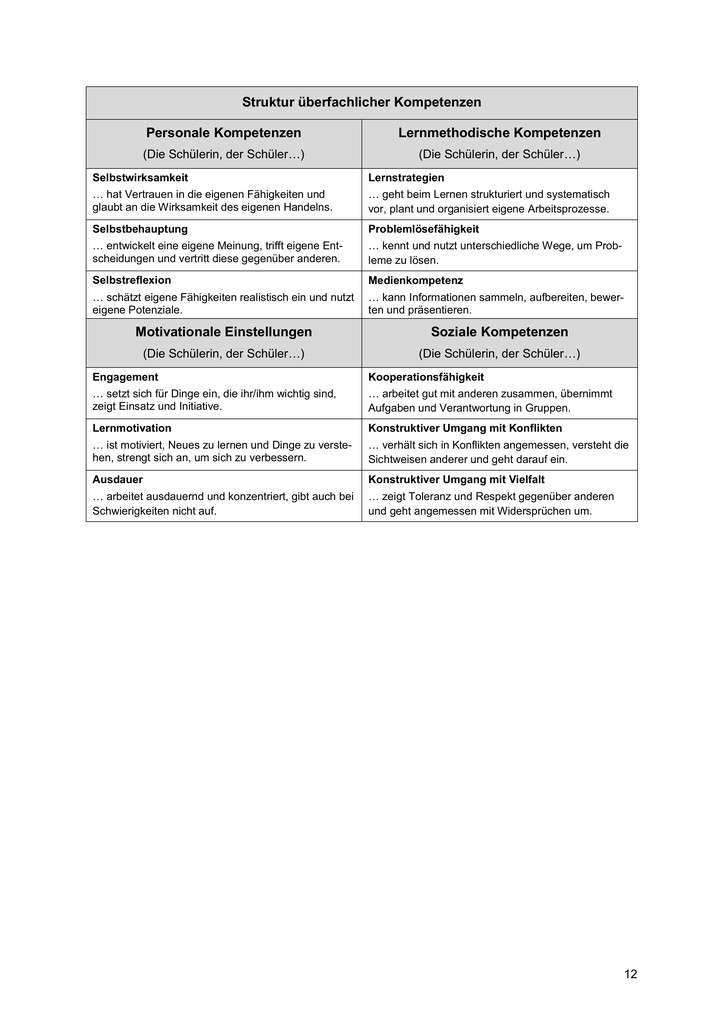 Struktur überfachlicher Kompetenzen
Personale Kompetenzen
(Die Schülerin, der Schüler…)
Lernmethodische Kompetenzen
(Die Schülerin, der Schüler…)
Selbstwirksamkeit
… hat Vertrauen in die eigenen Fähigkeiten und
glaubt an die Wirksamkeit des eigenen Handelns.
Lernstrategien
… geht beim Lernen strukturiert und systematisch
vor, plant und organisiert eigene Arbeitsprozesse.
Selbstbehauptung
… entwickelt eine eigene Meinung, trifft eigene Ent-
scheidungen und vertritt diese gegenüber anderen.
Problemlösefähigkeit
… kennt und nutzt unterschiedliche Wege, um Prob-
leme zu lösen.
Selbstreflexion
… schätzt eigene Fähigkeiten realistisch ein und nutzt
eigene Potenziale.
Medienkompetenz
… kann Informationen sammeln, aufbereiten, bewer-
ten und präsentieren.
Motivationale Einstellungen
(Die Schülerin, der Schüler…)
Soziale Kompetenzen
(Die Schülerin, der Schüler…)
Engagement
… setzt sich für Dinge ein, die ihr/ihm wichtig sind,
zeigt Einsatz und Initiative.
Kooperationsfähigkeit
… arbeitet gut mit anderen zusammen, übernimmt
Aufgaben und Verantwortung in Gruppen.
Lernmotivation
… ist motiviert, Neues zu lernen und Dinge zu verste-
hen, strengt sich an, um sich zu verbessern.
Konstruktiver Umgang mit Konflikten
… verhält sich in Konflikten angemessen, versteht die
Sichtweisen anderer und geht darauf ein.
Ausdauer
… arbeitet ausdauernd und konzentriert, gibt auch bei
Schwierigkeiten nicht auf.
Konstruktiver Umgang mit Vielfalt
… zeigt Toleranz und Respekt gegenüber anderen
und geht angemessen mit Widersprüchen um.
12